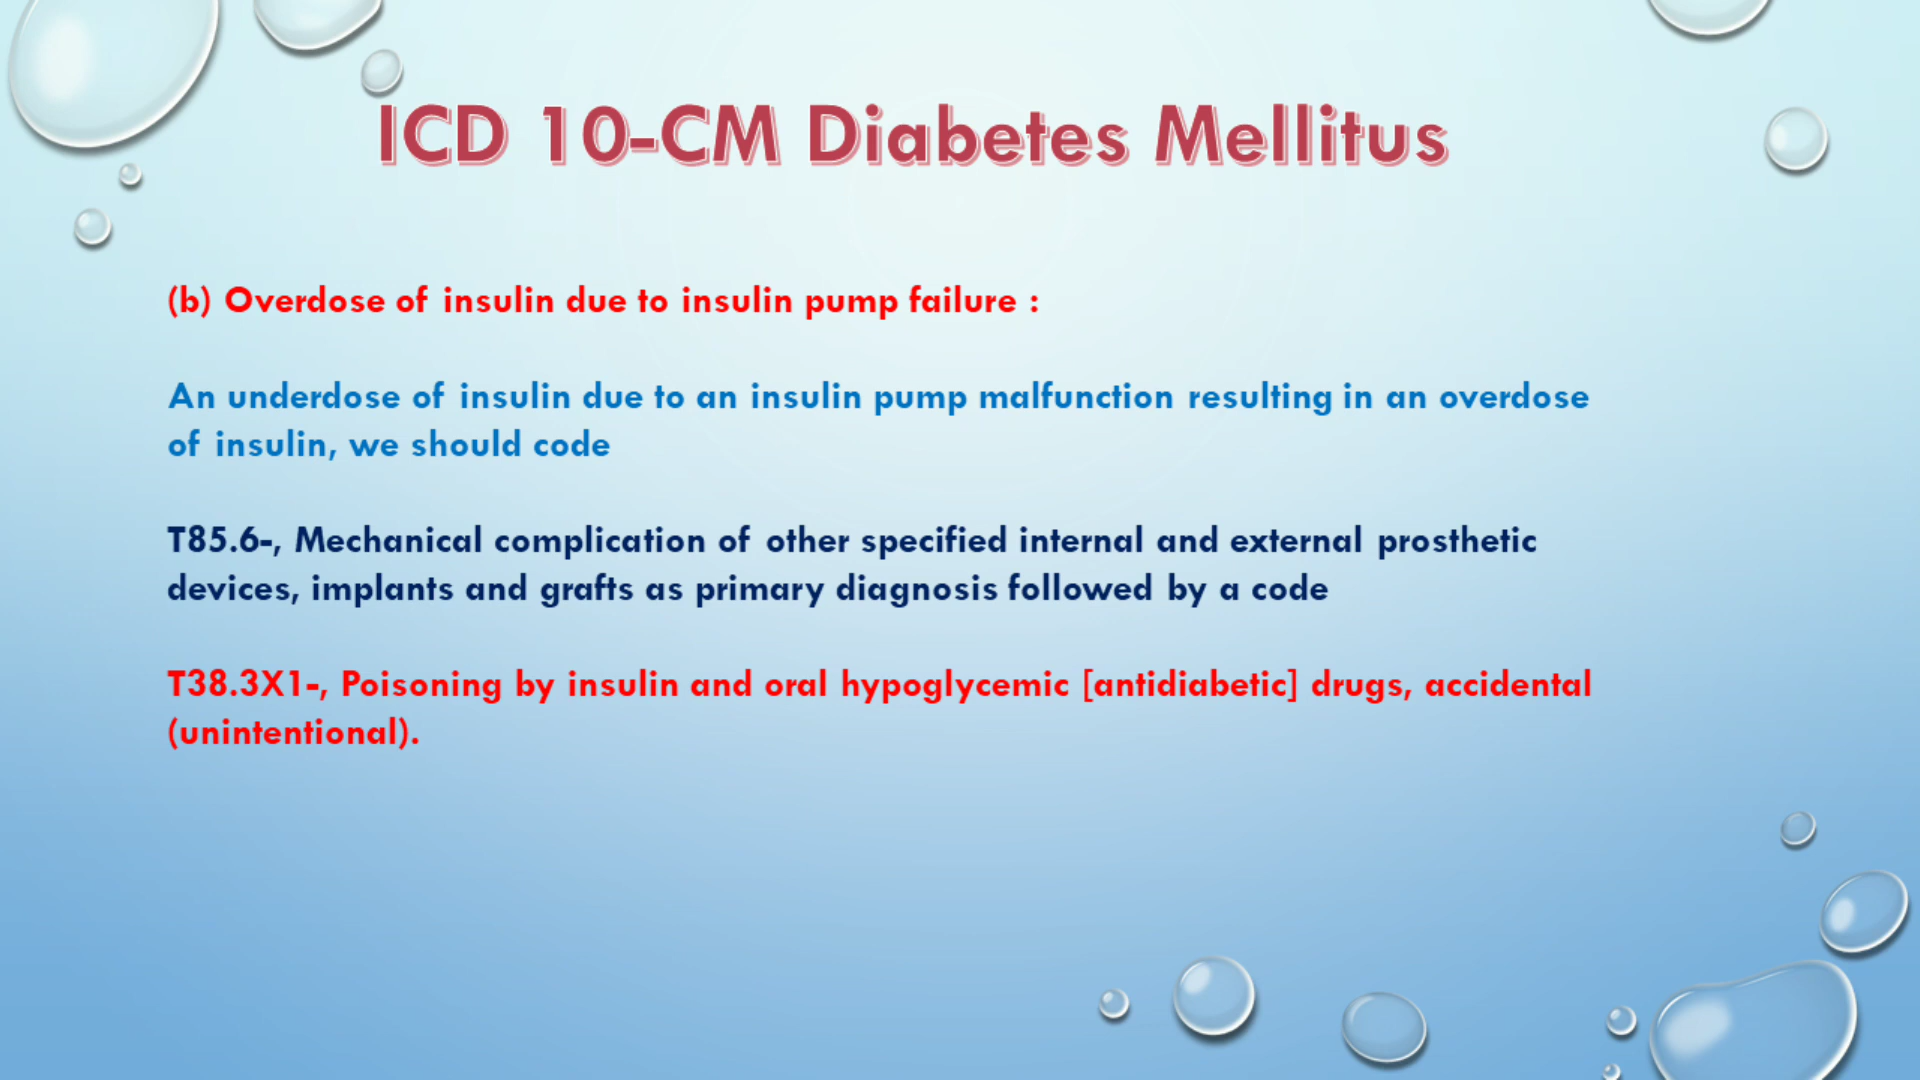 ICD 10-CM Diabetes Mellitus
(b) Overdose of insulin due to insulin pump failure :
An underdose of insulin due to an insulin pump malfunction resulting in an overdose
of insulin, we should code
T85.6-, Mechanical complication of other specified internal and external prosthetic
devices, implants and grafts as primary diagnosis followed by a code
T38.3X1-, Poisoning by insulin and oral hypoglycemic [antidiabetic] drugs, accidental
(unintentional).